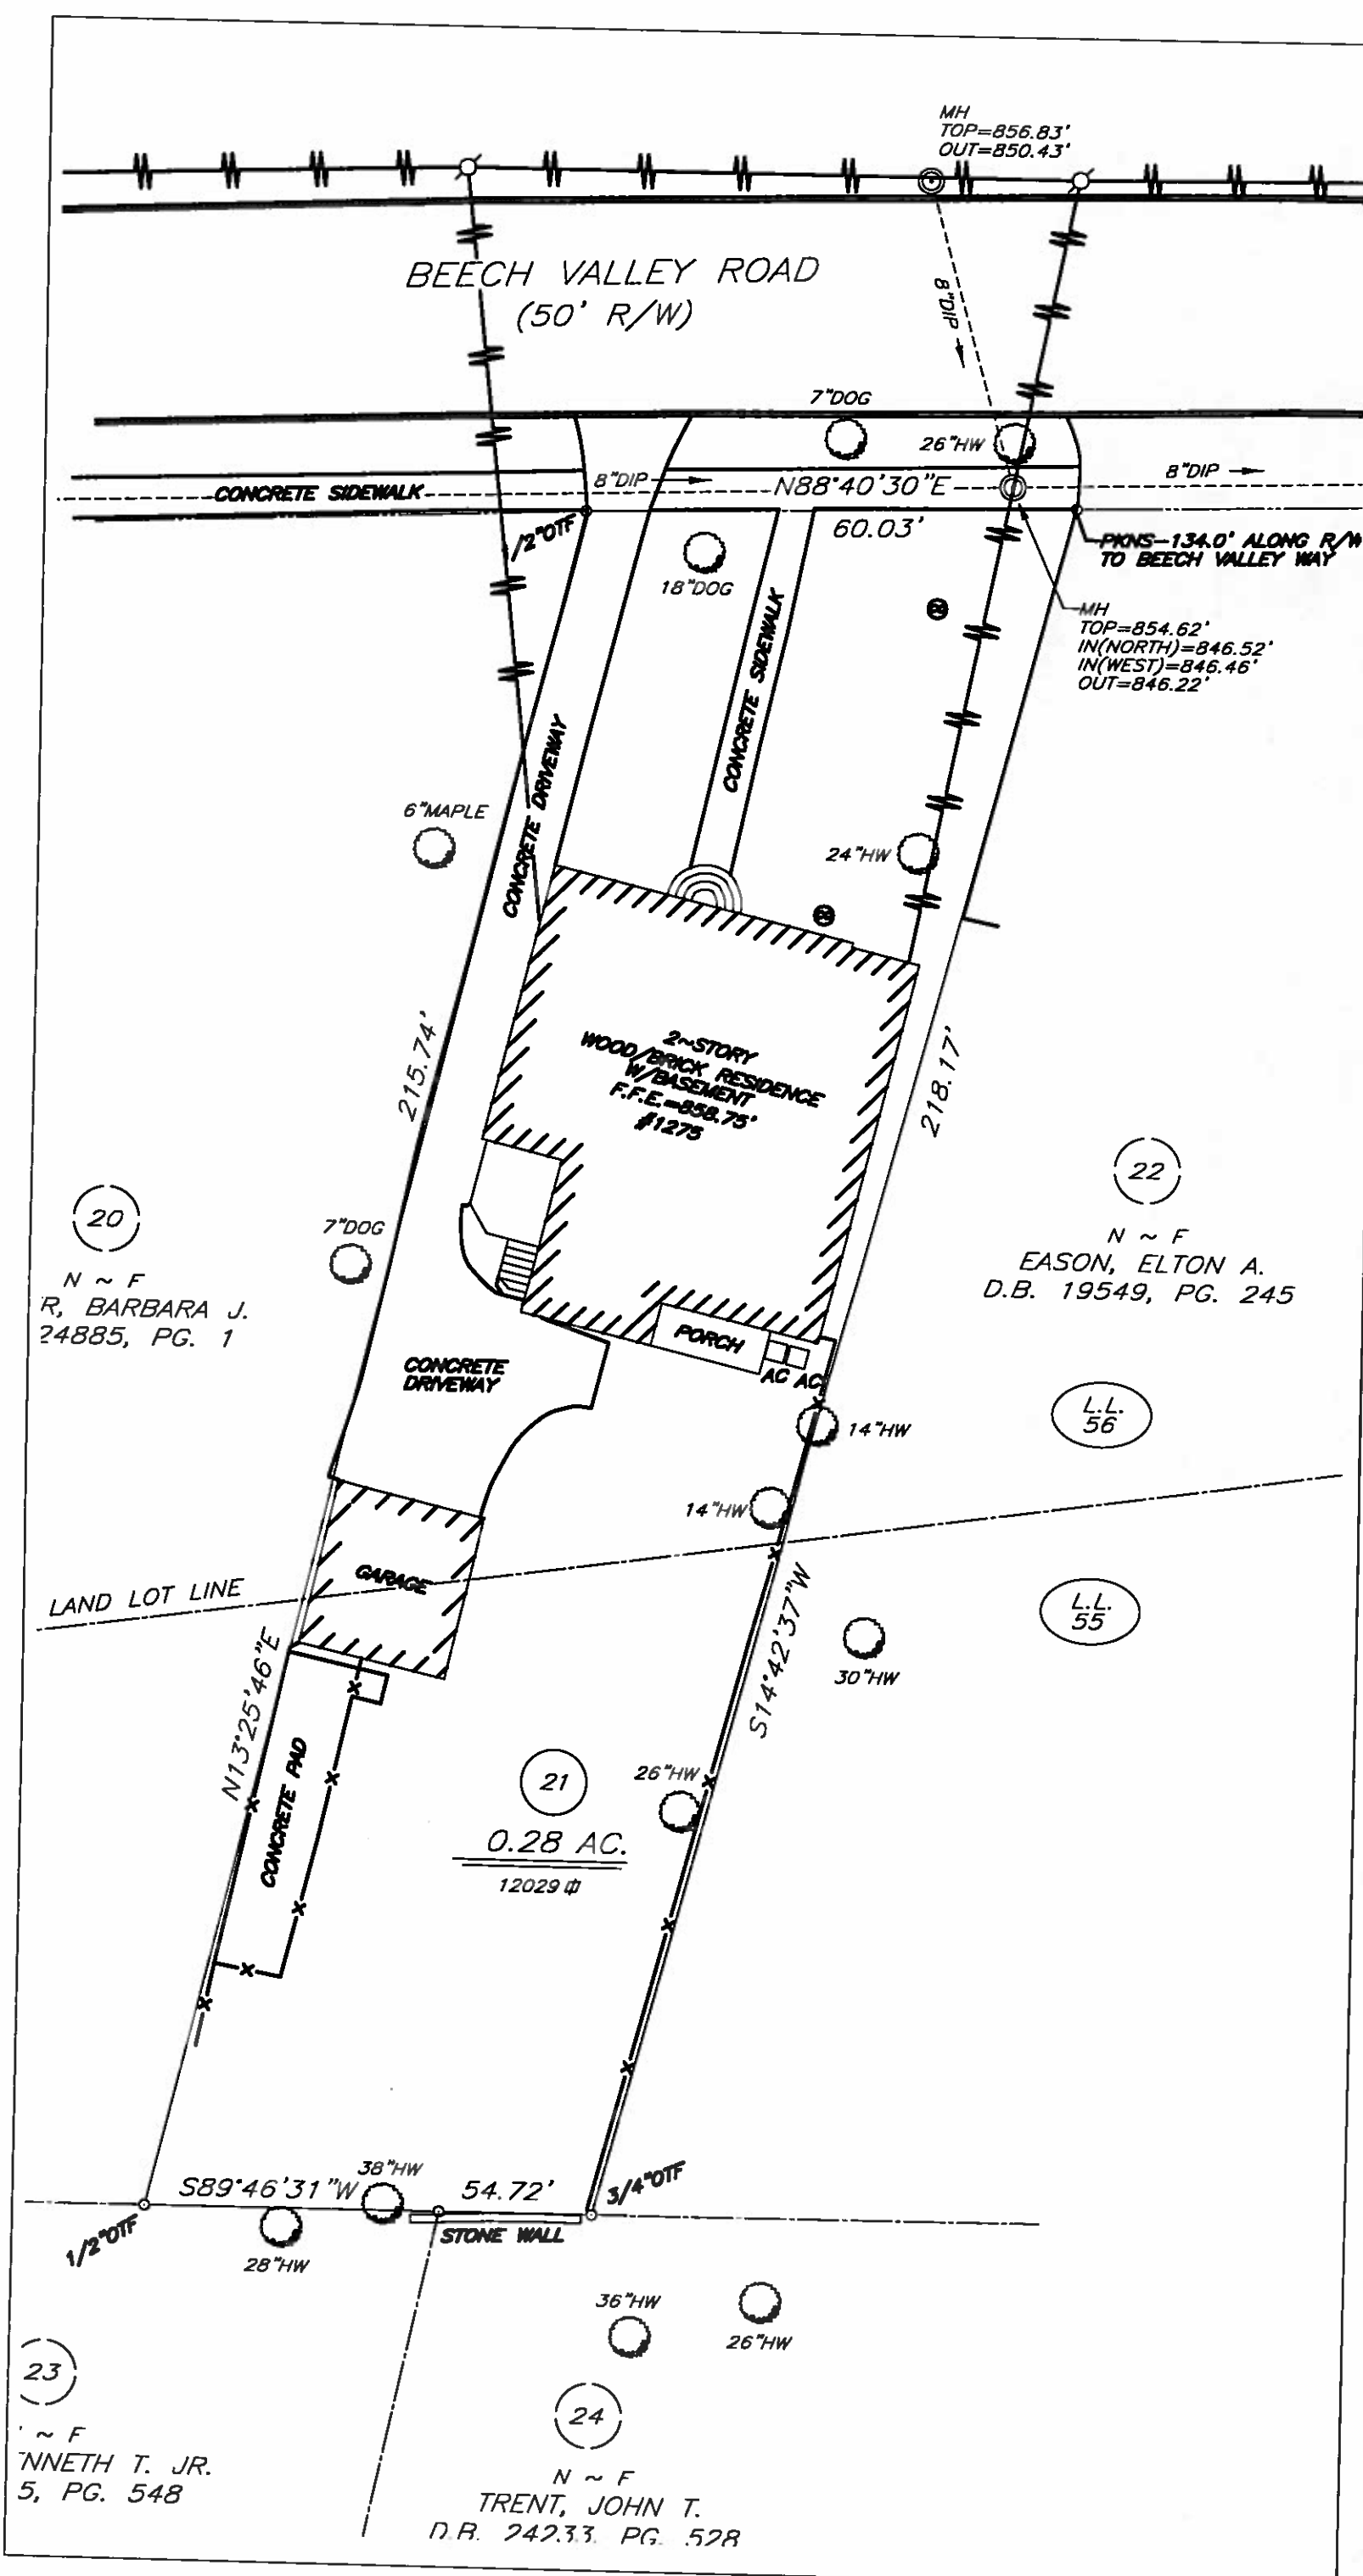 MH
TOP=856.83'
OUT=850.43'
BEECH VALLEY ROAD
(50' R/W)
8"DIP
7"DOG
26"HW
CONCRETE SIDEWALK
8"DIP
N88°40'30"E
8"DIP
60.03'
/2"OTF
PKNS-134.0' ALONG R/W
TO BEECH VALLEY WAY
18"DOG
MH
TOP=854.62'
IN(NORTH)=846.52'
IN(WEST)=846.46'
OUT=846.22'
CONCRETE SIDEWALK
CONCRETE DRIVEWAY
6"MAPLE
24"HW
2~STORY
WOOD/BRICK RESIDENCE
W/BASEMENT
F.F.E.=858.75'
#1275
215.74'
218.17'
20
N ~ F
R, BARBARA J.
24885, PG. 1
7"DOG
22
N ~ F
EASON, ELTON A.
D.B. 19549, PG. 245
PORCH
AC AC
CONCRETE
DRIVEWAY
L.L.
56
14"HW
14"HW
GARAGE
LAND LOT LINE
L.L.
55
30"HW
N13°25'46"E
S14°42'37"W
CONCRETE PAD
21
0.28 AC.
12029
26"HW
S89°46'31"W
38"HW
54.72'
3/4"OTF
1/2"OTF
28"HW
STONE WALL
36"HW
26"HW
23
~ F
NNETH T. JR.
5, PG. 548
24
N ~ F
TRENT, JOHN T.
D.B. 24233, PG. 528